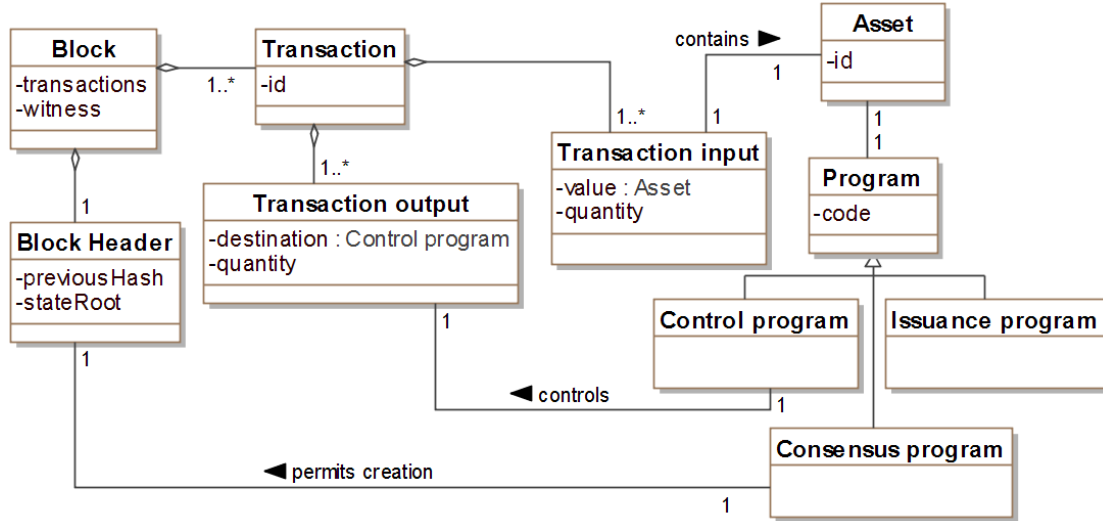 Block
-transactions
-witness
1..*
Transaction
-id
contains
1
Asset
-id
1
1..*
1..*
1
1
1
Transaction input
-value : Asset
-quantity
Program
-code
Transaction output
-destination : Control program
-quantity
1
Block Header
-previousHash
-stateRoot
1
1
Control program
Issuance program
controls
1
Consensus program
permits creation
1